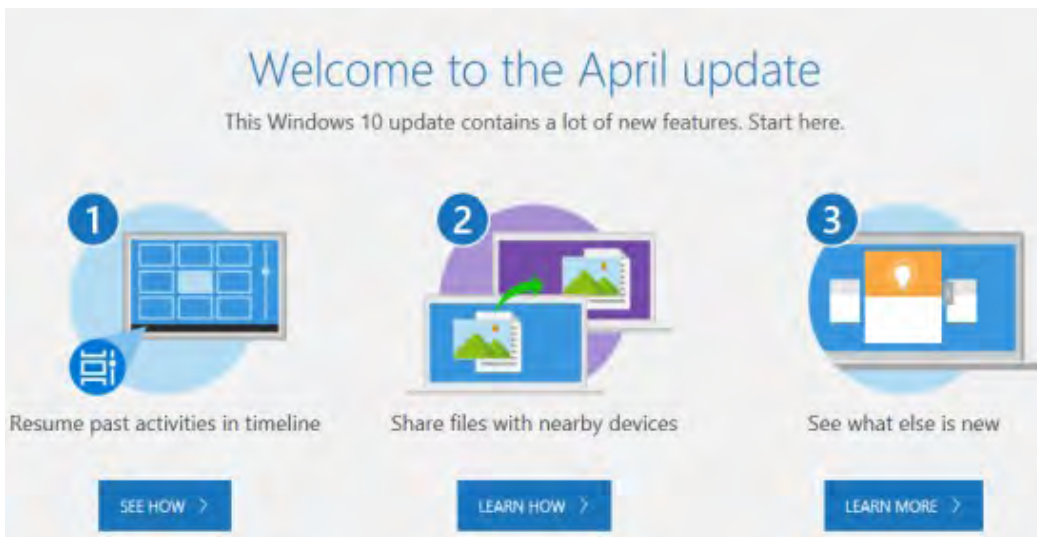 Welcome to the April update
This Windows 10 update contains a lot of new features. Start here.
1
2
3
Resume past activities in timeline
Share files with nearby devices
See what else is new
SEE HOW >
LEARN HOW >
LEARN MORE >